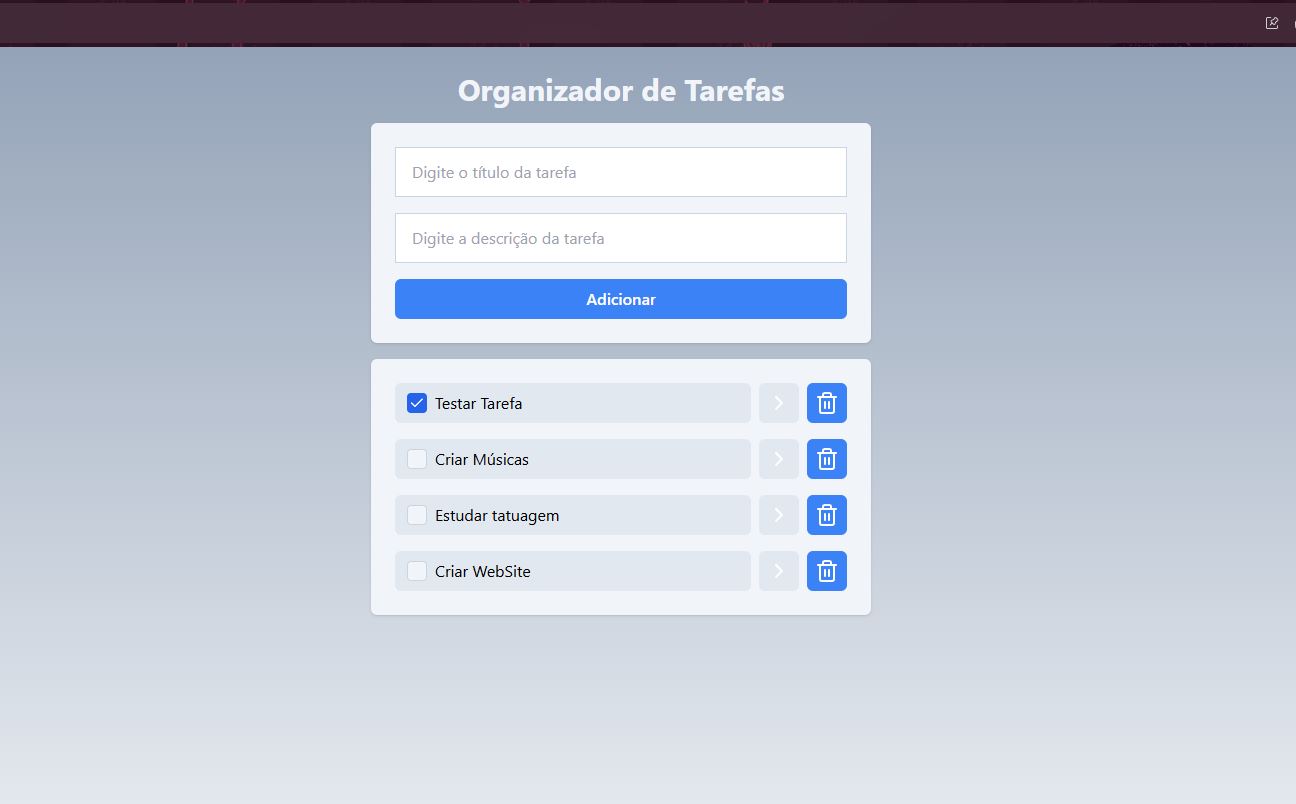 Organizador de Tarefas
Digite o título da tarefa
Digite a descrição da tarefa
Adicionar
Testar Tarefa
Criar Músicas
Estudar tatuagem
Criar WebSite